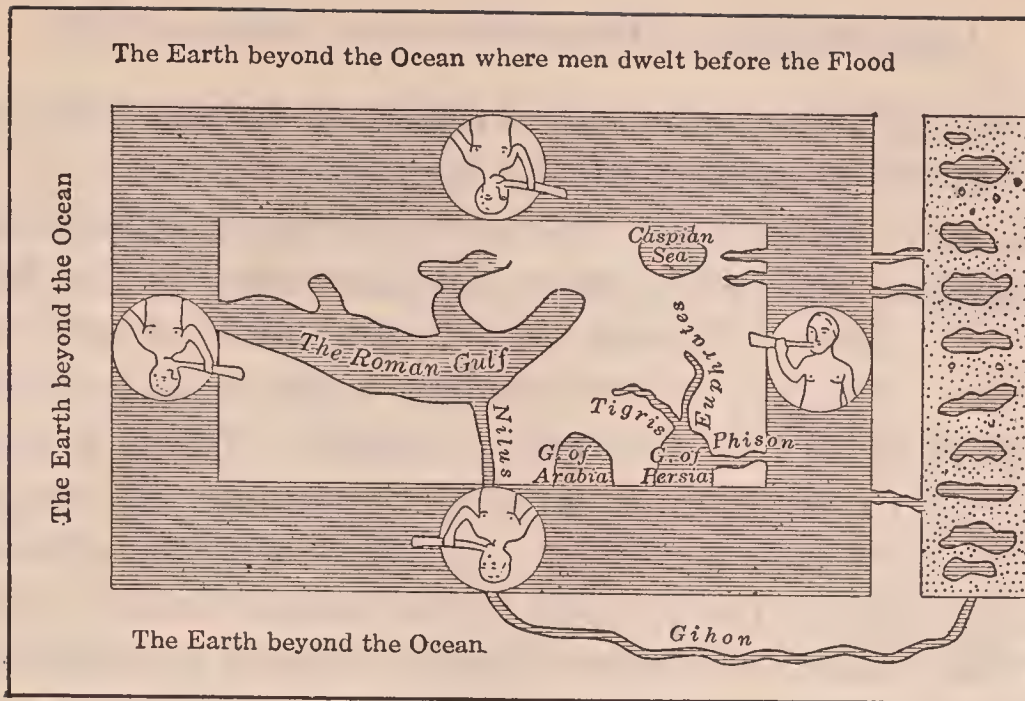 The Earth beyond the Ocean where men dwelt before the Flood
The Earth beyond the Ocean
Caspian
Sea
The Roman Gulf
Nilus
Euphrates
Tigris
Phison
G. of
Arabia
G. of
Hersia
The Earth beyond the Ocean.
Gihon